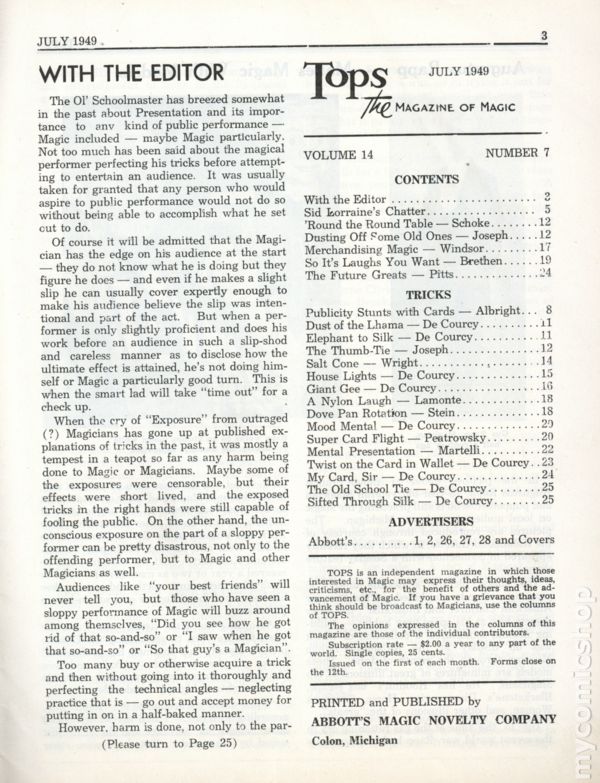 JULY 1949
3
WITH THE EDITOR
The Ol' Schoolmaster has breezed somewhat
in the past about Presentation and its impor-
tance to any kind of public performance —
Magic included — maybe Magic particularly.
Not too much has been said about the magical
performer perfecting his tricks before attempt-
ing to entertain an audience. It was usually
taken for granted that any person who would
aspire to public performance would not do so
without being able to accomplish what he set
out to do.
Of course it will be admitted that the Magi-
cian has the edge on his audience at the start
— they do not know what he is doing but they
figure he does — and even if he makes a slight
slip he can usually cover expertly enough to
make his audience believe the slip was inten-
tional and part of the act. But when a per-
former is only slightly proficient and does his
work before an audience in such a slip-shod
and careless manner as to disclose how the
ultimate effect is attained, he's not doing him-
self or Magic a particularly good turn. This is
when the smart lad will take "time out" for a
check up.
When the cry of "Exposure" from outraged
(?) Magicians has gone up at published ex-
planations of tricks in the past, it was mostly a
tempest in a teapot so far as any harm being
done to Magic or Magicians. Maybe some of
the exposures were censorable, but their
effects were short lived, and the exposed
tricks in the right hands were still capable of
fooling the public. On the other hand, the un-
conscious exposure on the part of a sloppy per-
former can be pretty disastrous, not only to the
offending performer, but to Magic and other
Magicians as well.
Audiences like "your best friends" will
never tell you, but those who have seen a
sloppy performance of Magic will buzz around
among themselves, "Did you see how he got
rid of that so-and-so" or "I saw when he got
that so-and-so" or "So that guy's a Magician".
Too many buy or otherwise acquire a trick
and then without going into it thoroughly and
perfecting the technical angles — neglecting
practice that is — go out and accept money for
putting in on in a half-baked manner.
However, harm is done, not only to the par-
(Please turn to Page 25)
Tops JULY 1949
The MAGAZINE OF MAGIC
VOLUME 14 NUMBER 7
CONTENTS
With the Editor ........................ 3
Sid Lorraine's Chatter.................. 5
'Round the Round Table — Schoke........12
Dusting Off Some Old Ones — Joseph.....12
Merchandising Magic — Windsor.........17
So It's Laughs You Want — Brethen......19
The Future Greats — Pitts..............24
TRICKS
Publicity Stunts with Cards — Albright... 8
Dust of the Lhama — De Courcy..........11
Elephant to Silk — De Courcy............11
The Thumb-Tie — Joseph................12
Salt Cone — Wright.....................14
House Lights — De Courcy..............15
Giant Gee — De Courcy.................16
A Nylon Laugh — Lamonte..............18
Dove Pan Rotation — Stein..............18
Mood Mental — De Courcy..............20
Super Card Flight — Peatrowsky.........20
Mental Presentation — Martelli..........22
Twist on the Card in Wallet — De Courcy..23
My Card, Sir — De Courcy..............24
The Old School Tie — De Courcy........25
Sifted Through Silk — De Courcy........25
ADVERTISERS
Abbott's..........1, 2, 26, 27, 28 and Covers
TOPS is an independent magazine in which those
interested in Magic may express their thoughts, ideas,
criticisms, etc., for the benefit of others and the ad-
vancement of Magic. If you have a grievance that you
think should be broadcast to Magicians, use the columns
of TOPS.
The opinions expressed in the columns of this
magazine are those of the individual contributors.
Subscription rate — $2.00 a year to any part of the
world. Single copies, 25 cents.
Issued on the first of each month. Forms close on
the 12th.
PRINTED and PUBLISHED by
ABBOTT'S MAGIC NOVELTY COMPANY
Colon, Michigan
mycomicshop